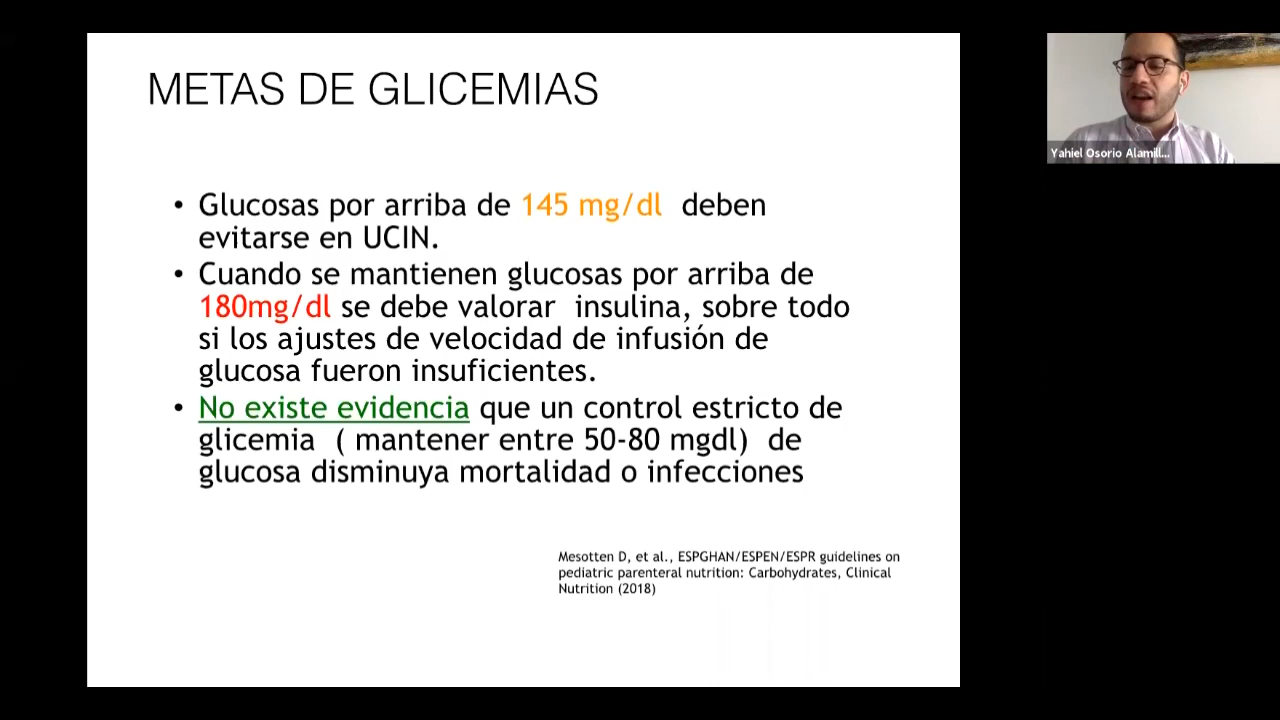 METAS DE GLICEMIAS
• Glucosas por arriba de 145 mg/dl deben
evitarse en UCIN.
• Cuando se mantienen glucosas por arriba de
180mg/dl se debe valorar insulina, sobre todo
si los ajustes de velocidad de infusión de
glucosa fueron insuficientes.
• No existe evidencia que un control estricto de
glicemia ( mantener entre 50-80 mgdl) de
glucosa disminuya mortalidad o infecciones
Mesotten D, et al., ESPGHAN/ESPEN/ESPR guidelines on
pediatric parenteral nutrition: Carbohydrates, Clinical
Nutrition (2018)
Yahiel Osorio Alamill...